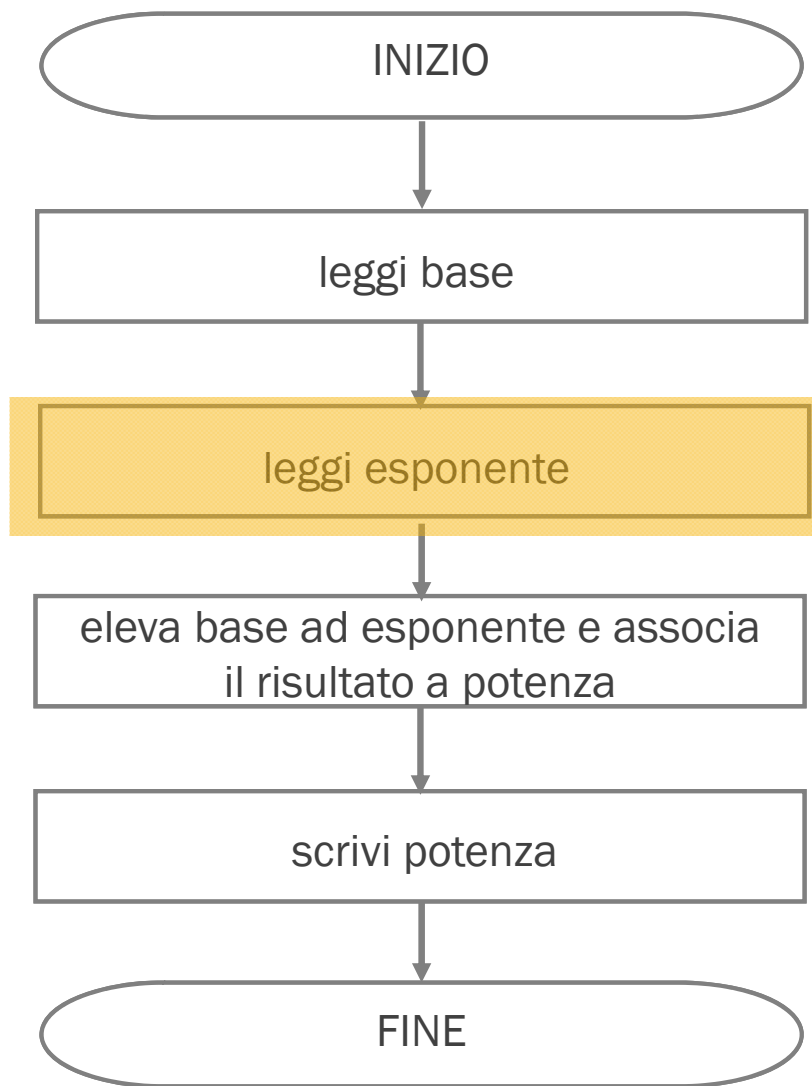 INIZIO
leggi base
leggi esponente
eleva base ad esponente e associa
il risultato a potenza
scrivi potenza
FINE